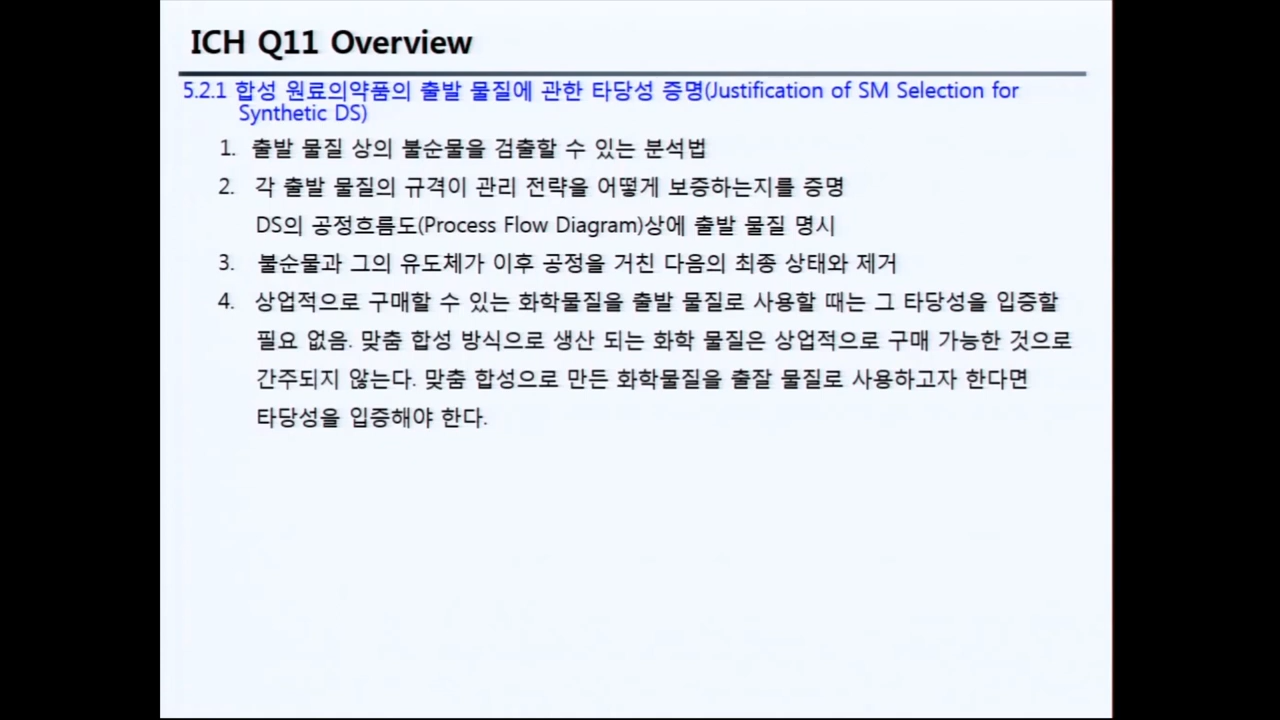 ICH Q11 Overview
5.2.1 합성 원료의약품의 출발 물질에 관한 타당성 증명(Justification of SM Selection for
Synthetic DS)
1. 출발 물질 상의 불순물을 검출할 수 있는 분석법
2. 각 출발 물질의 규격이 관리 전략을 어떻게 보증하는지를 증명
DS의 공정흐름도(Process Flow Diagram)상에 출발 물질 명시
3. 불순물과 그의 유도체가 이후 공정을 거친 다음의 최종 상태와 제거
4. 상업적으로 구매할 수 있는 화학물질을 출발 물질로 사용할 때는 그 타당성을 입증할
필요 없음. 맞춤 합성 방식으로 생산 되는 화학 물질은 상업적으로 구매 가능한 것으로
간주되지 않는다. 맞춤 합성으로 만든 화학물질을 출잘 물질로 사용하고자 한다면
타당성을 입증해야 한다.